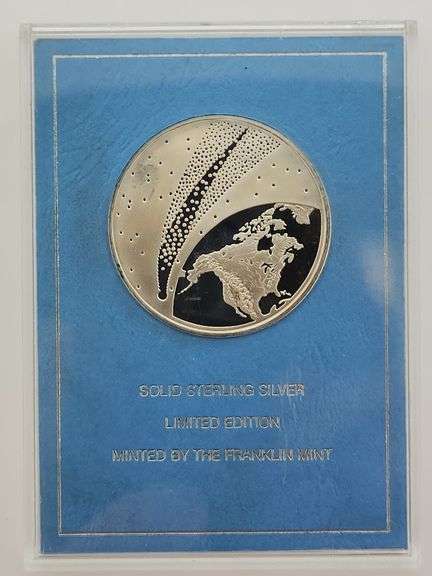 SOLID STERLING SILVER
LIMITED EDITION
MINTED BY THE FRANKLIN MINT